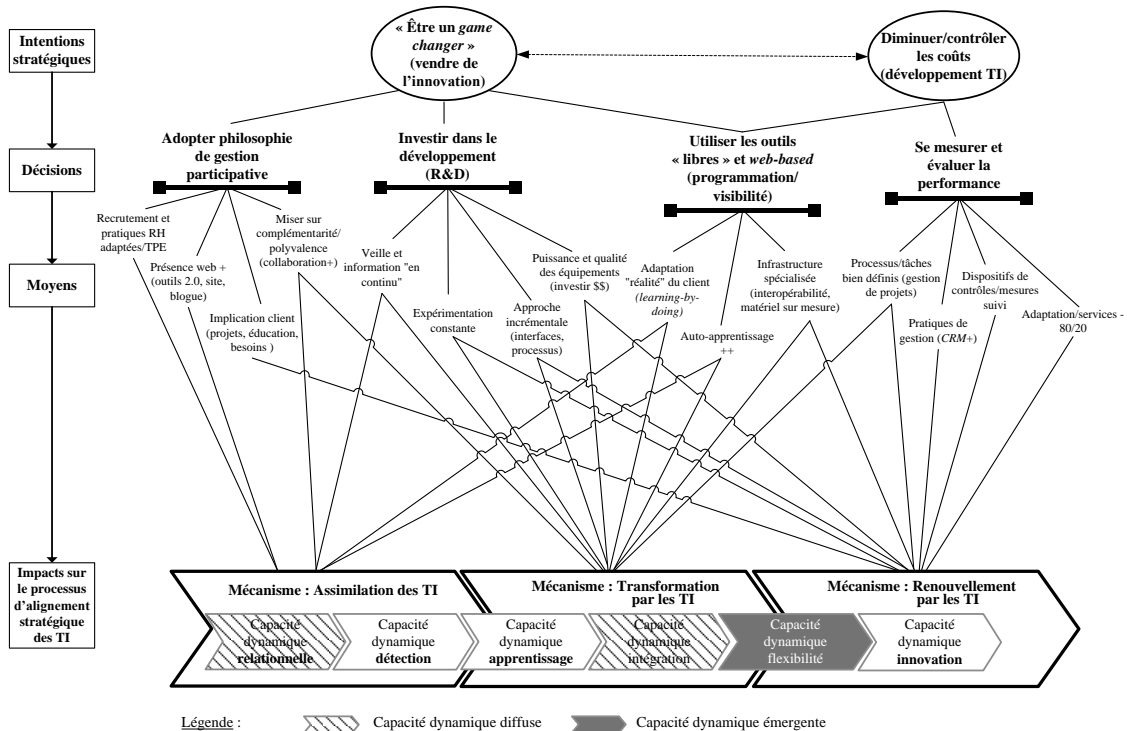 Intentions
stratégiques
« Être un game
changer »
(vendre de
l’innovation)
Diminuer/contrôler
les coûts
(développement TI)
Décisions
Adopter philosophie
de gestion
participative
Investir dans le
développement
(R&D)
Utiliser les outils
« libres » et web-based
(programmation/
visibilité)
Se mesurer et
évaluer la
performance
Moyens
Recrutement et
pratiques RH
adaptées/TPE
Présence web +
(outils 2.0, site,
blogue)
Implication client
(projets, éducation,
besoins )
Miser sur
complémentarité/
polyvalence
(collaboration+)
Veille et
information "en
continu"
Expérimentation
constante
Approche
incrémentale
(interfaces,
processus)
Puissance et qualité
des équipements
(investir $$)
Adaptation
"réalité" du client
(learning-by-
doing)
Auto-apprentissage
++
Infrastructure
spécialisée
(interopérabilité,
matériel sur mesure)
Processus/tâches
bien définis (gestion
de projets)
Pratiques de
gestion (CRM+)
Dispositifs de
contrôles/mesures
suivi
Adaptation/services -
80/20
Impacts sur
le processus
d’alignement
stratégique
des TI
Mécanisme : Assimilation des TI
Mécanisme : Transformation
par les TI
Mécanisme : Renouvellement
par les TI
Capacité
dynamique
relationnelle
Capacité
dynamique
détection
Capacité
dynamique
apprentissage
Capacité
dynamique
intégration
Capacité
dynamique
flexibilité
Capacité
dynamique
innovation
Légende :
Capacité dynamique diffuse
Capacité dynamique émergente